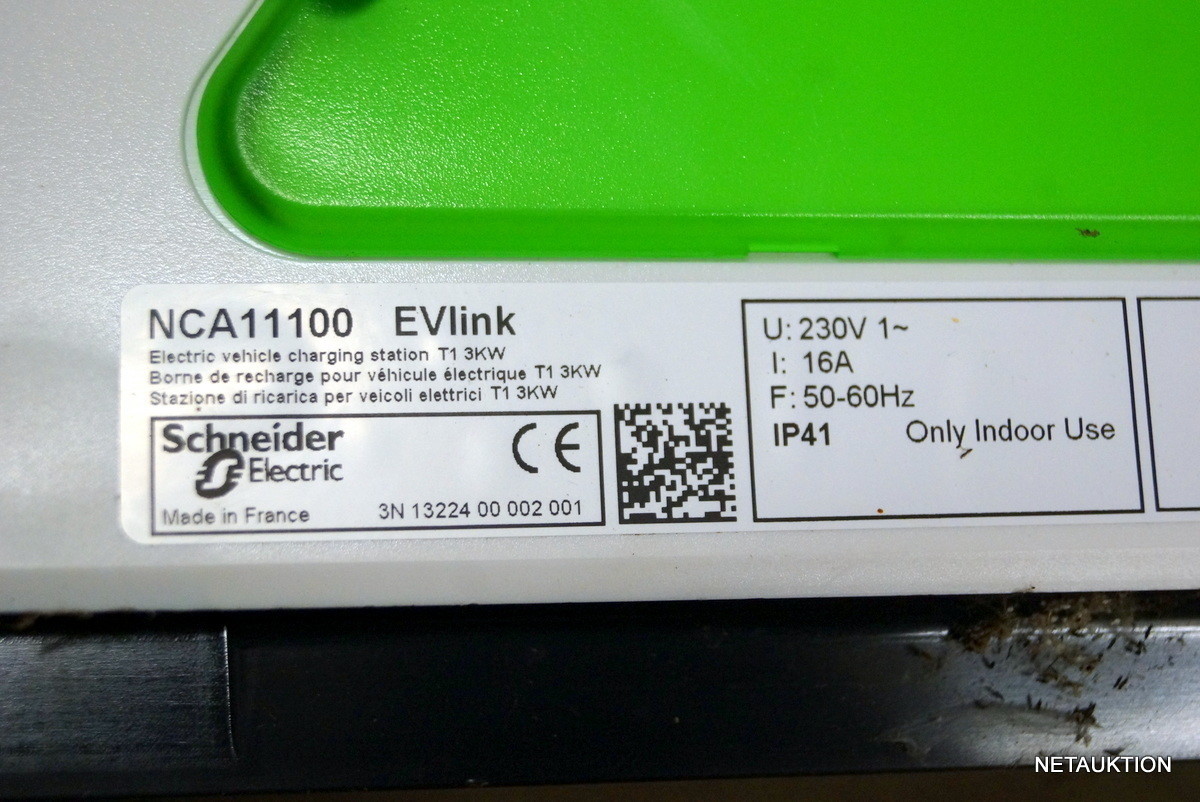 NCA11100 EVlink
Electric vehicle charging station T1 3KW
Borne de recharge pour véhicule électrique T1 3KW
Stazione di ricarica per veicoli elettrici T1 3KW
Schneider
Electric
CE
Made in France
3N 13224 00 002 001
U: 230V 1~
I: 16A
F: 50-60Hz
IP41 Only Indoor Use
NETAUKTION